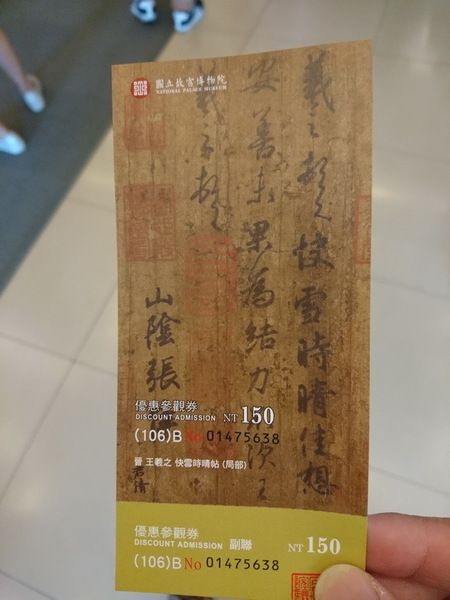 國立故宮博物院
NATIONAL PALACE MUSEUM
羲之頓首快雪時晴佳想
安善未果為結力不次王
羲之頓首
山陰張
君倩
優惠參觀券
DISCOUNT ADMISSION NT 150
(106)B No 01475638
晉 王羲之 快雪時晴帖 (局部)
優惠參觀券
DISCOUNT ADMISSION 副聯 NT 150
(106)B No 01475638